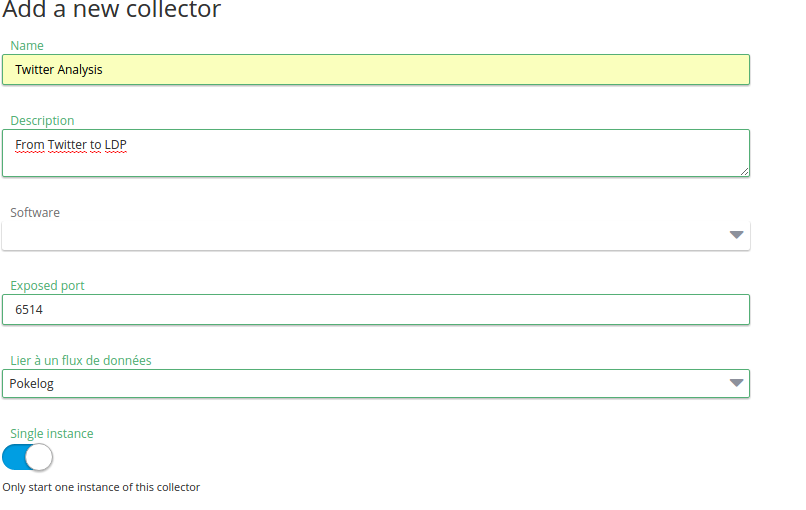 Add a new collector
Name
Twitter Analysis
Description
From Twitter to LDP
Software
Exposed port
6514
Lier à un flux de données
Pokelog
Single instance
Only start one instance of this collector